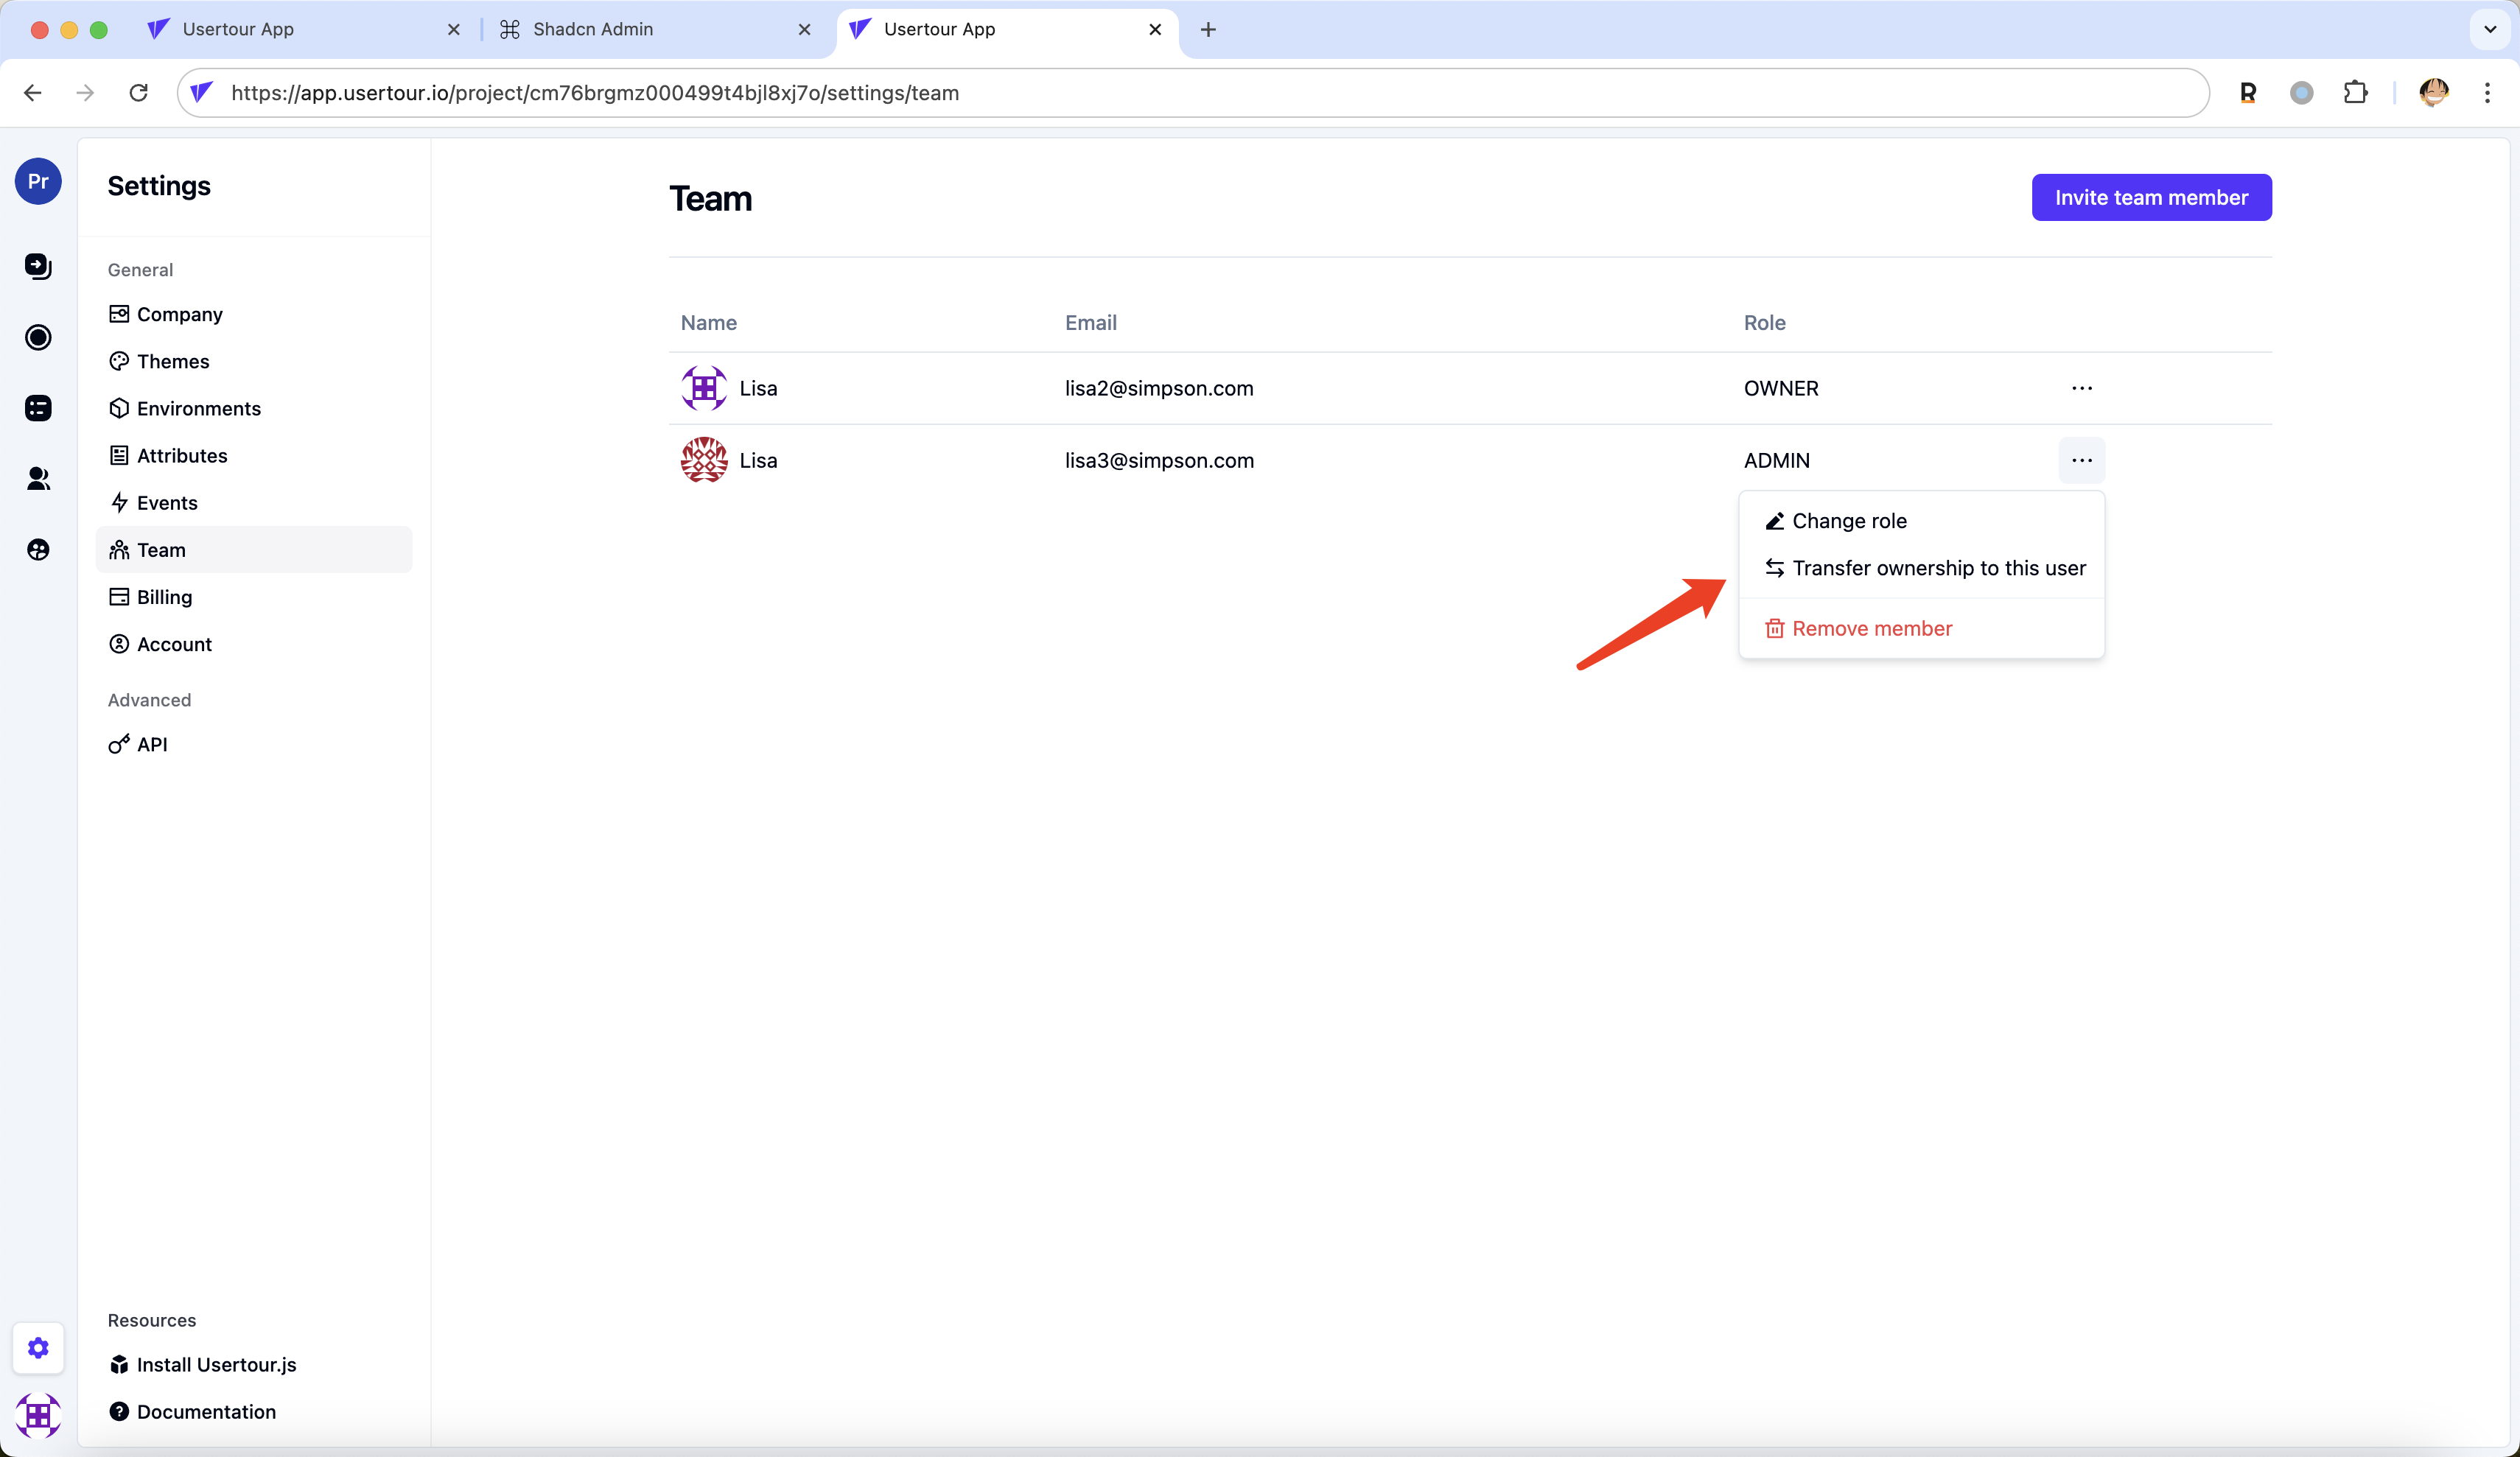 Usertour App
Shadcn Admin
Usertour App
https://app.usertour.io/project/cm76brgmz000499t4bjl8xj7o/settings/team
R
Pr
Settings
General
Company
Themes
Environments
Attributes
Events
Team
Billing
Account
Advanced
API
Resources
Install Usertour.js
Documentation
Team
Invite team member
Name Email Role
Lisa lisa2@simpson.com OWNER ...
Lisa lisa3@simpson.com ADMIN ...
Change role
Transfer ownership to this user
Remove member